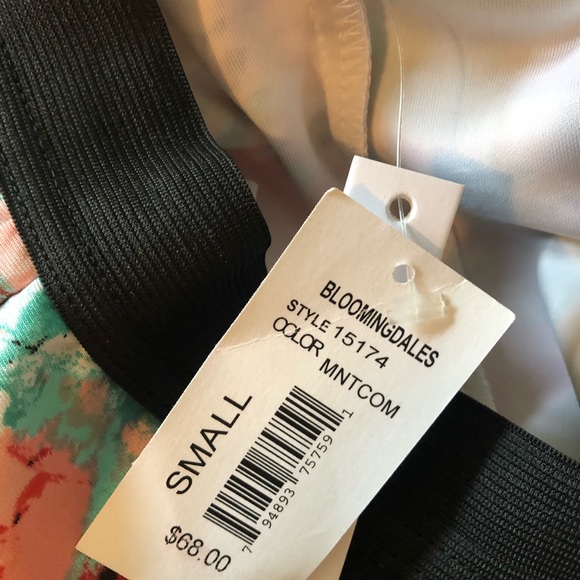 BLOOMINGDALES
STYLE 15174
COLOR MNTCOM
SMALL
7 94893 75759 1
$68.00